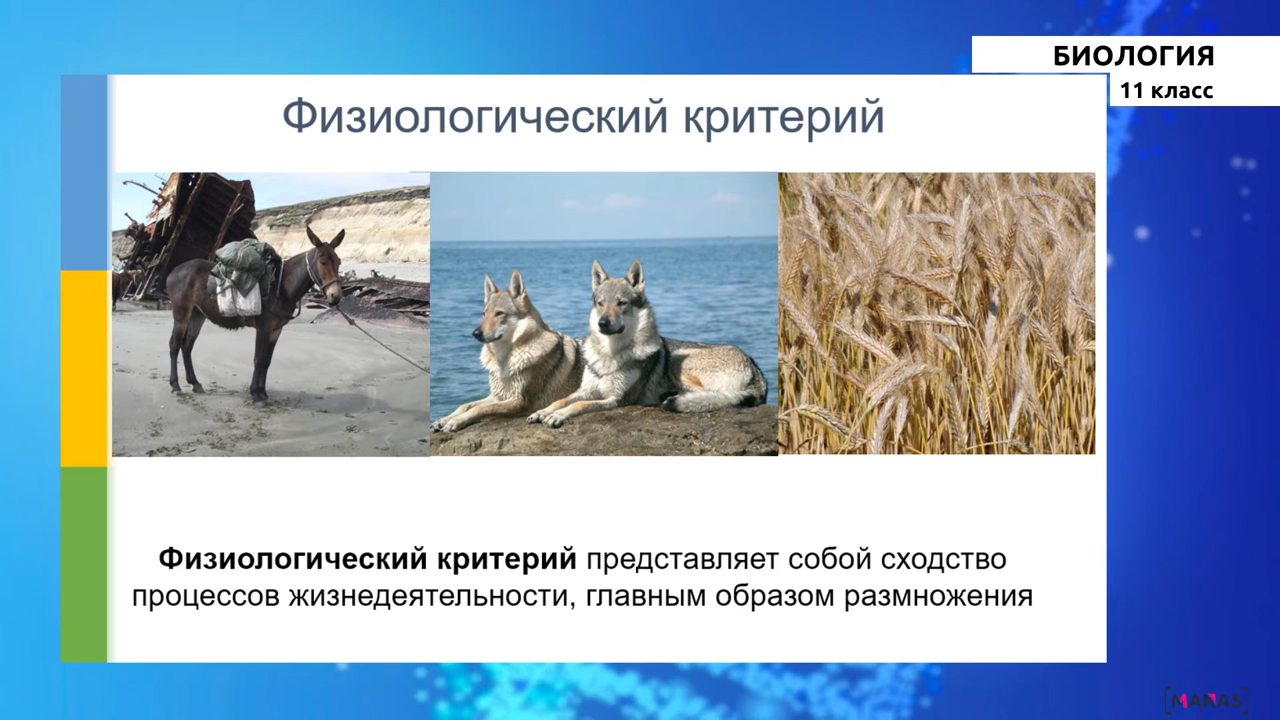 БИОЛОГИЯ
11 класс
Физиологический критерий
Физиологический критерий представляет собой сходство
процессов жизнедеятельности, главным образом размножения
[MANAS]